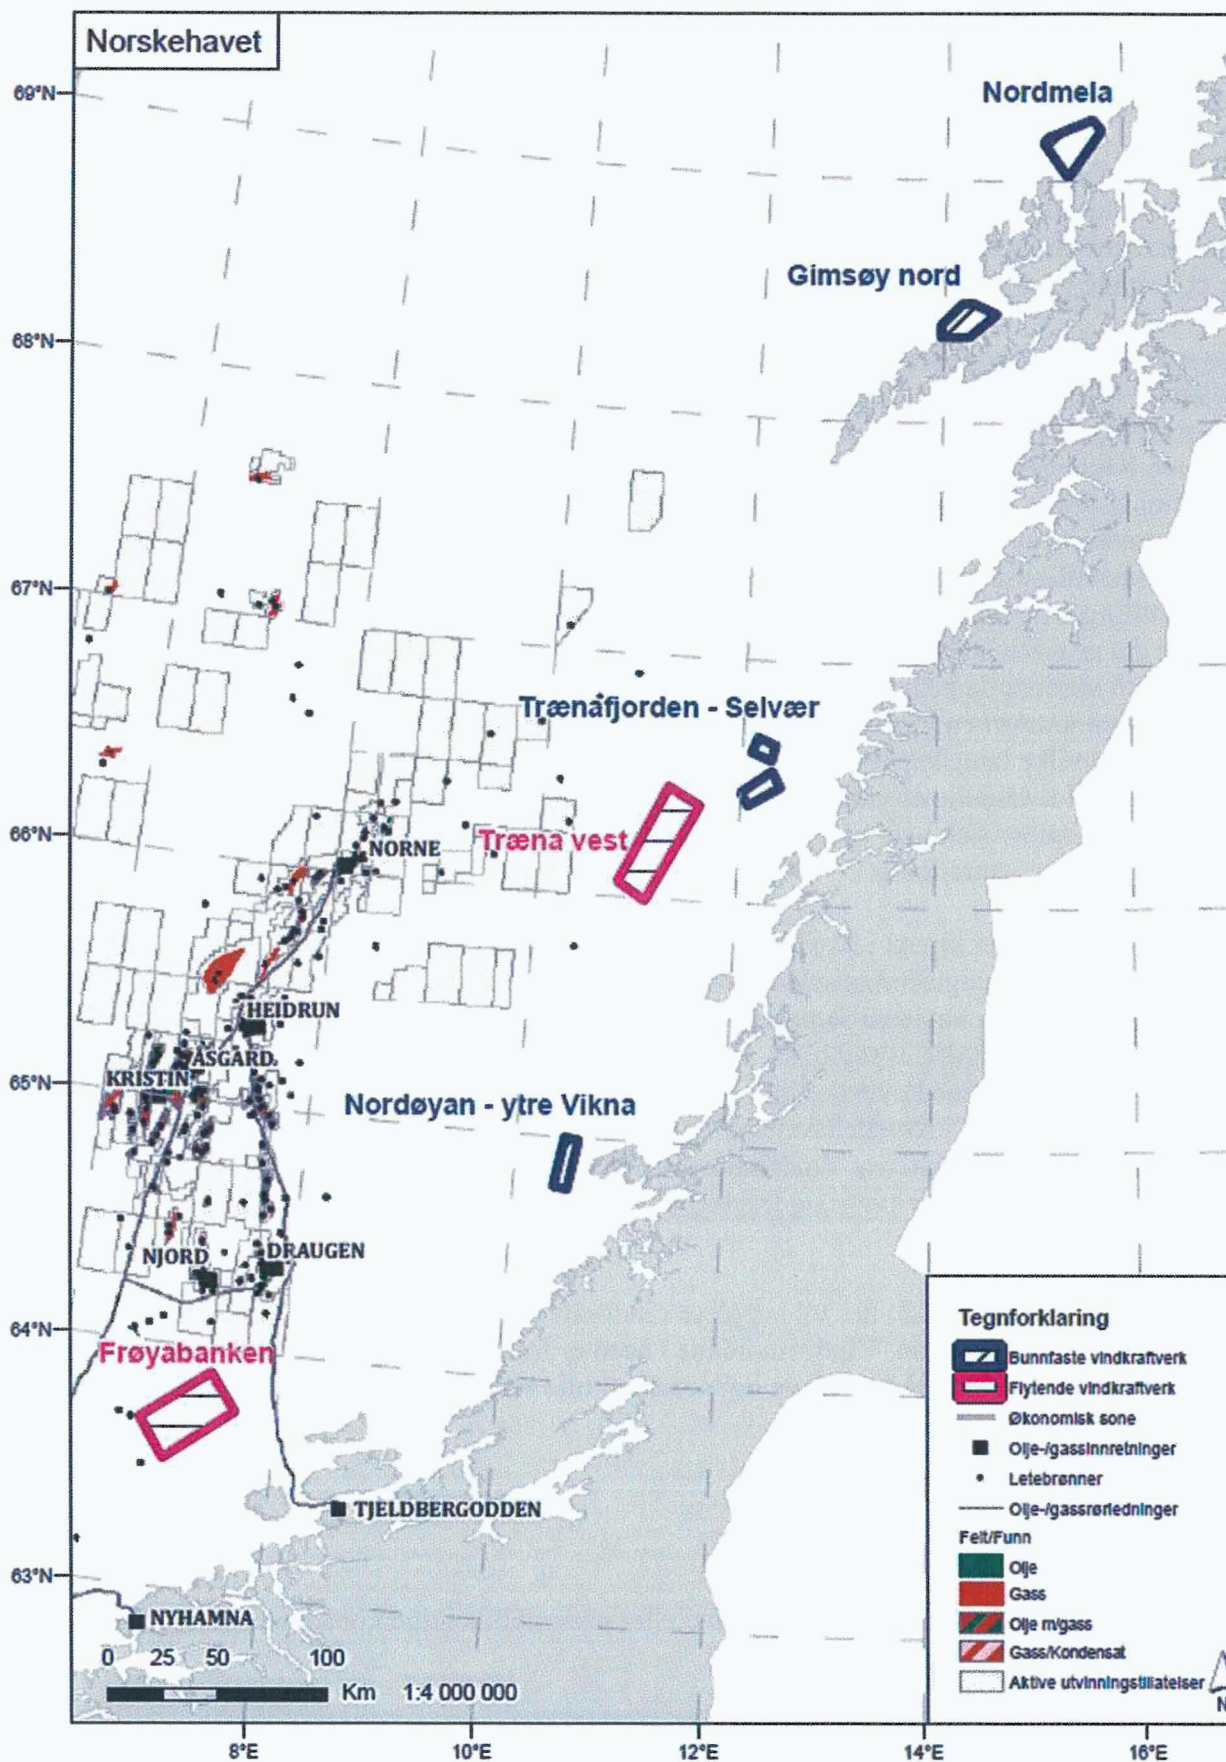 Norskehavet
69°N
Nordmela
Gimsøy nord
68°N
67°N
Trænafjorden - Selvær
66°N
Træna vest
NORNE
HEIDRUN
ÅSGARD
KRISTIN
65°N
Nordøyan - ytre Vikna
NJORD
DRAUGEN
64°N
Frøyabanken
TJELDBERGODDEN
63°N
NYHAMNA
0 25 50 100
Km 1:4 000 000
8°E 10°E 12°E 14°E 16°E
Tegnforklaring
Bunnfaste vindkraftverk
Flytende vindkraftverk
Økonomisk sone
Olje-/gassinnretninger
Letebrønner
Olje-/gassrørledninger
Felt/Funn
Olje
Gass
Olje m/gass
Gass/Kondensat
Aktive utvinningstillatelser
N